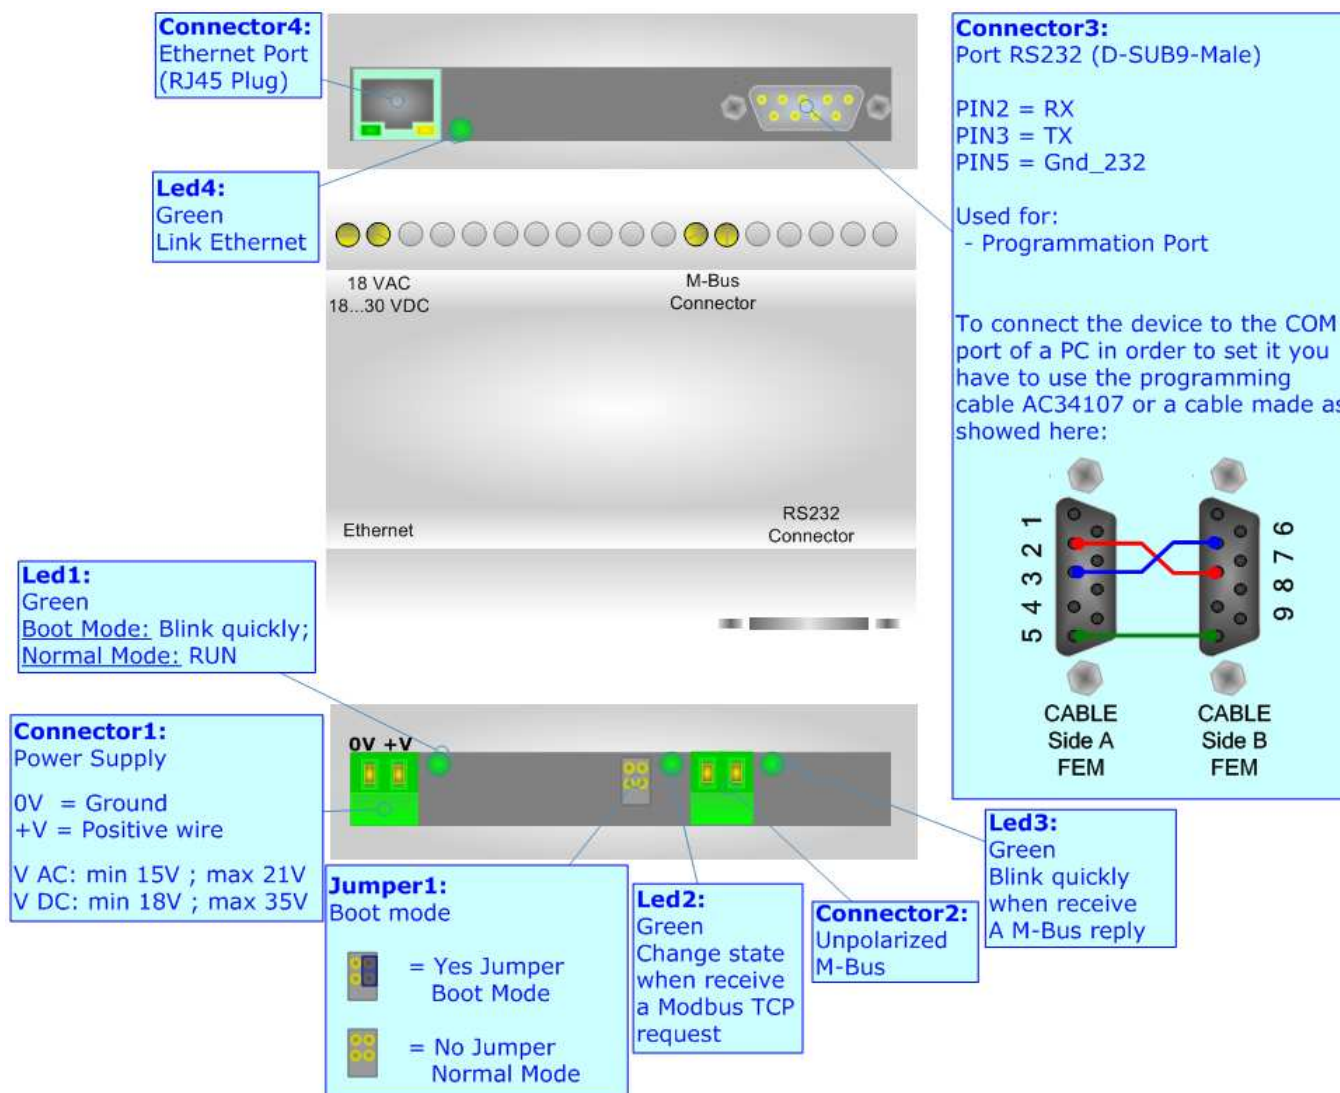 Connector4:
Ethernet Port
(RJ45 Plug)
Led4:
Green
Link Ethernet
18 VAC
18...30 VDC
M-Bus
Connector
Ethernet
RS232
Connector
Connector3:
Port RS232 (D-SUB9-Male)
PIN2 = RX
PIN3 = TX
PIN5 = Gnd_232
Used for:
- Programmation Port
To connect the device to the COM
port of a PC in order to set it you
have to use the programming
cable AC34107 or a cable made as
showed here:
1
2
3
4
5
6
7
8
9
CABLE
Side A
FEM
CABLE
Side B
FEM
Led1:
Green
Boot Mode: Blink quickly;
Normal Mode: RUN
Connector1:
Power Supply
0V = Ground
+V = Positive wire
V AC: min 15V ; max 21V
V DC: min 18V ; max 35V
0V +V
Jumper1:
Boot mode
= Yes Jumper
Boot Mode
= No Jumper
Normal Mode
Led2:
Green
Change state
when receive
a Modbus TCP
request
Connector2:
Unpolarized
M-Bus
Led3:
Green
Blink quickly
when receive
A M-Bus reply